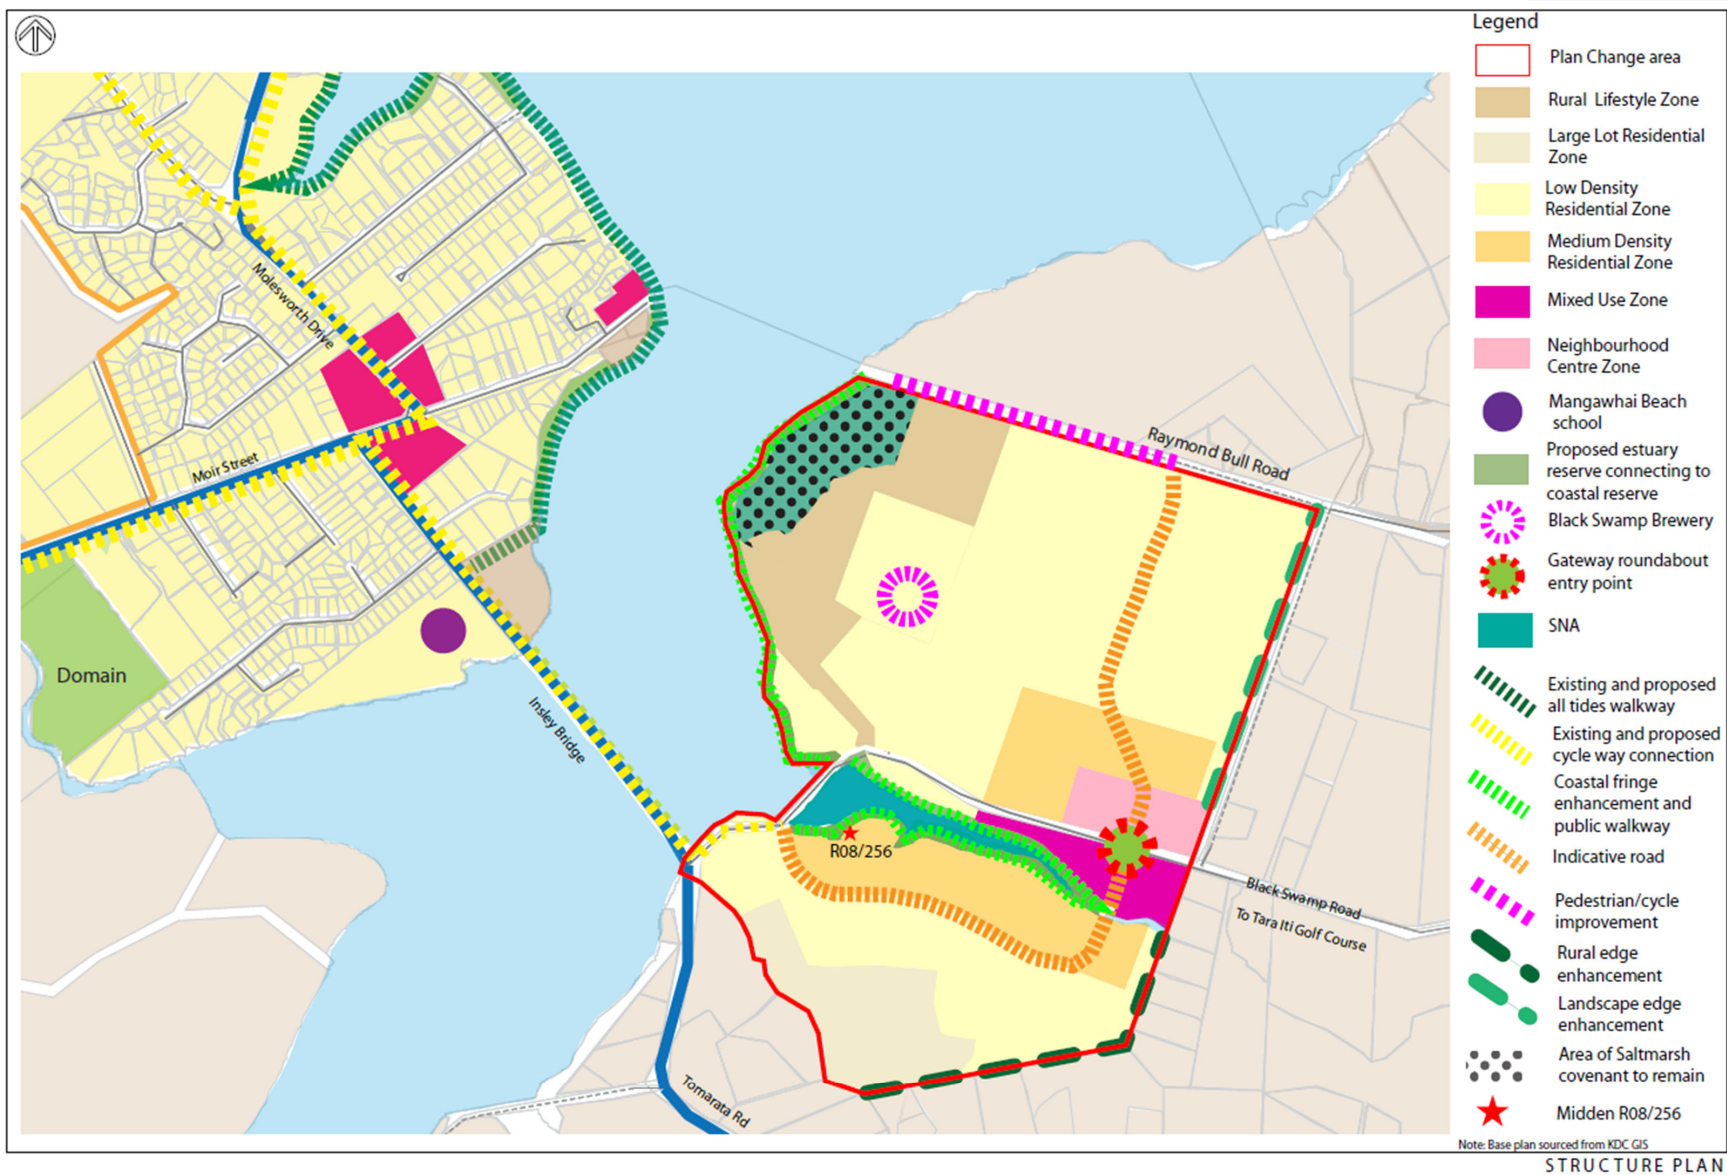 Legend
Plan Change area
Rural Lifestyle Zone
Large Lot Residential
Zone
Low Density
Residential Zone
Medium Density
Residential Zone
Mixed Use Zone
Neighbourhood
Centre Zone
Mangawhai Beach
school
Proposed estuary
reserve connecting to
coastal reserve
Black Swamp Brewery
Gateway roundabout
entry point
SNA
Existing and proposed
all tides walkway
Existing and proposed
cycle way connection
Coastal fringe
enhancement and
public walkway
Indicative road
Pedestrian/cycle
improvement
Rural edge
enhancement
Landscape edge
enhancement
Area of Saltmarsh
covenant to remain
Midden R08/256
Note: Base plan sourced from KDC GIS
STRUCTURE PLAN
Molesworth Drive
Moir Street
Domain
Insley Bridge
Raymond Bull Road
R08/256
Black Swamp Road
To Tara Iti Golf Course
Tomarata Rd